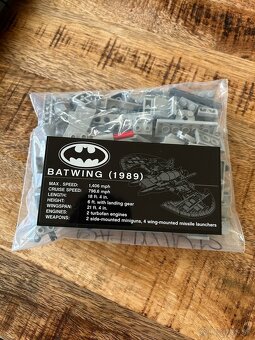 BATWING (1989)
MAX. SPEED: 1,406 mph
CRUISE SPEED: 796.6 mph
LENGTH: 18 ft. 4 in.
HEIGHT: 6 ft. with landing gear
WINGSPAN: 21 ft. 4 in.
ENGINES: 2 turbofan engines
WEAPONS: 2 side-mounted miniguns, 4 wing-mounted missile launchers